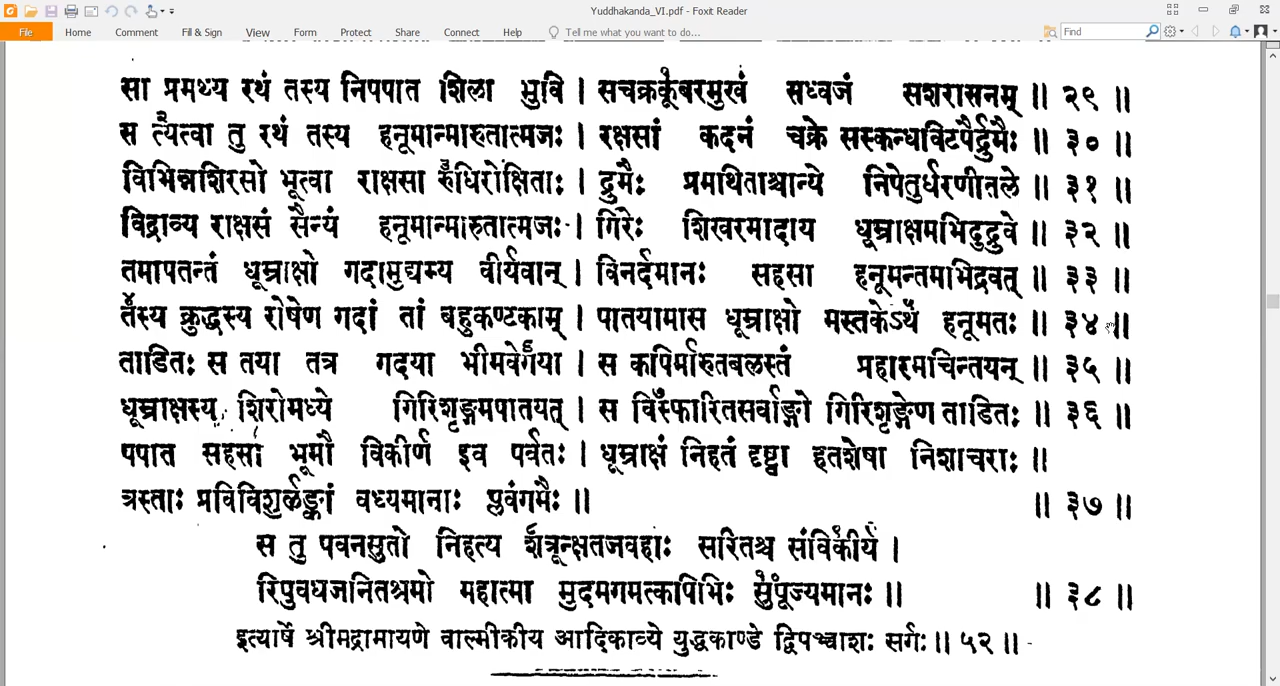 Yuddhakanda_VI.pdf - Foxit Reader
File Home Comment Fill & Sign View Form Protect Share Connect Help Tell me what you want to do... Find
सा प्रमथ्य रथं तस्य निपपात शिला भुवि । सचक्रकूबरमुखं सध्वजं सशरासनम् ॥ २९ ॥
स त्यक्त्वा तु रथं तस्य हनूमान्मारुतात्मजः । रक्षसां कदनं चक्रे सस्कन्धविटपैर्द्रुमैः ॥ ३० ॥
विभिन्नशिरसो भूत्वा राक्षसा रुधिरोक्षिताः । द्रुमैः प्रमथिताश्चान्ये निपेतुर्धरणीतले ॥ ३१ ॥
विद्राव्य राक्षसं सैन्यं हनूमान्मारुतात्मजः । गिरेः शिखरमादाय धूम्राक्षमभिदुद्रुवे ॥ ३२ ॥
तमापतन्तं धूम्राक्षो गदामुद्यम्य वीर्यवान् । विनर्दमानः सहसा हनूमन्तमभिद्रवत् ॥ ३३ ॥
तस्य क्रुद्धस्य रोषेण गदां तां बहुकण्टकाम् । पातयामास धूम्राक्षो मस्तकेऽथ हनूमतः ॥ ३४ ॥
ताडितः स तया तत्र गदया भीमवेगया । स कपिर्मारुतबलस्तं प्रहारमचिन्तयन् ॥ ३५ ॥
धूम्राक्षस्य शिरोमध्ये गिरिशृङ्गमपातयत् । स विस्फारितसर्वाङ्गो गिरिशृङ्गेण ताडितः ॥ ३६ ॥
पपात सहसा भूमौ विकीर्ण इव पर्वतः । धूम्राक्षं निहतं दृष्ट्वा हतशेषा निशाचराः ॥
त्रस्ताः प्रविविशुर्लङ्कां वध्यमानाः प्लवंगमैः ॥ ॥ ३७ ॥
स तु पवनसुतो निहत्य शत्रून्क्षतजवहाः सरितश्च संविकीर्य ।
रिपुवधजनितश्रमो महात्मा मुदमगमत्कपिभिः सुपूज्यमानः ॥ ॥ ३८ ॥
इत्यार्षे श्रीमद्रामायणे वाल्मीकीय आदिकाव्ये युद्धकाण्डे द्विपञ्चाशः सर्गः ॥ ५२ ॥